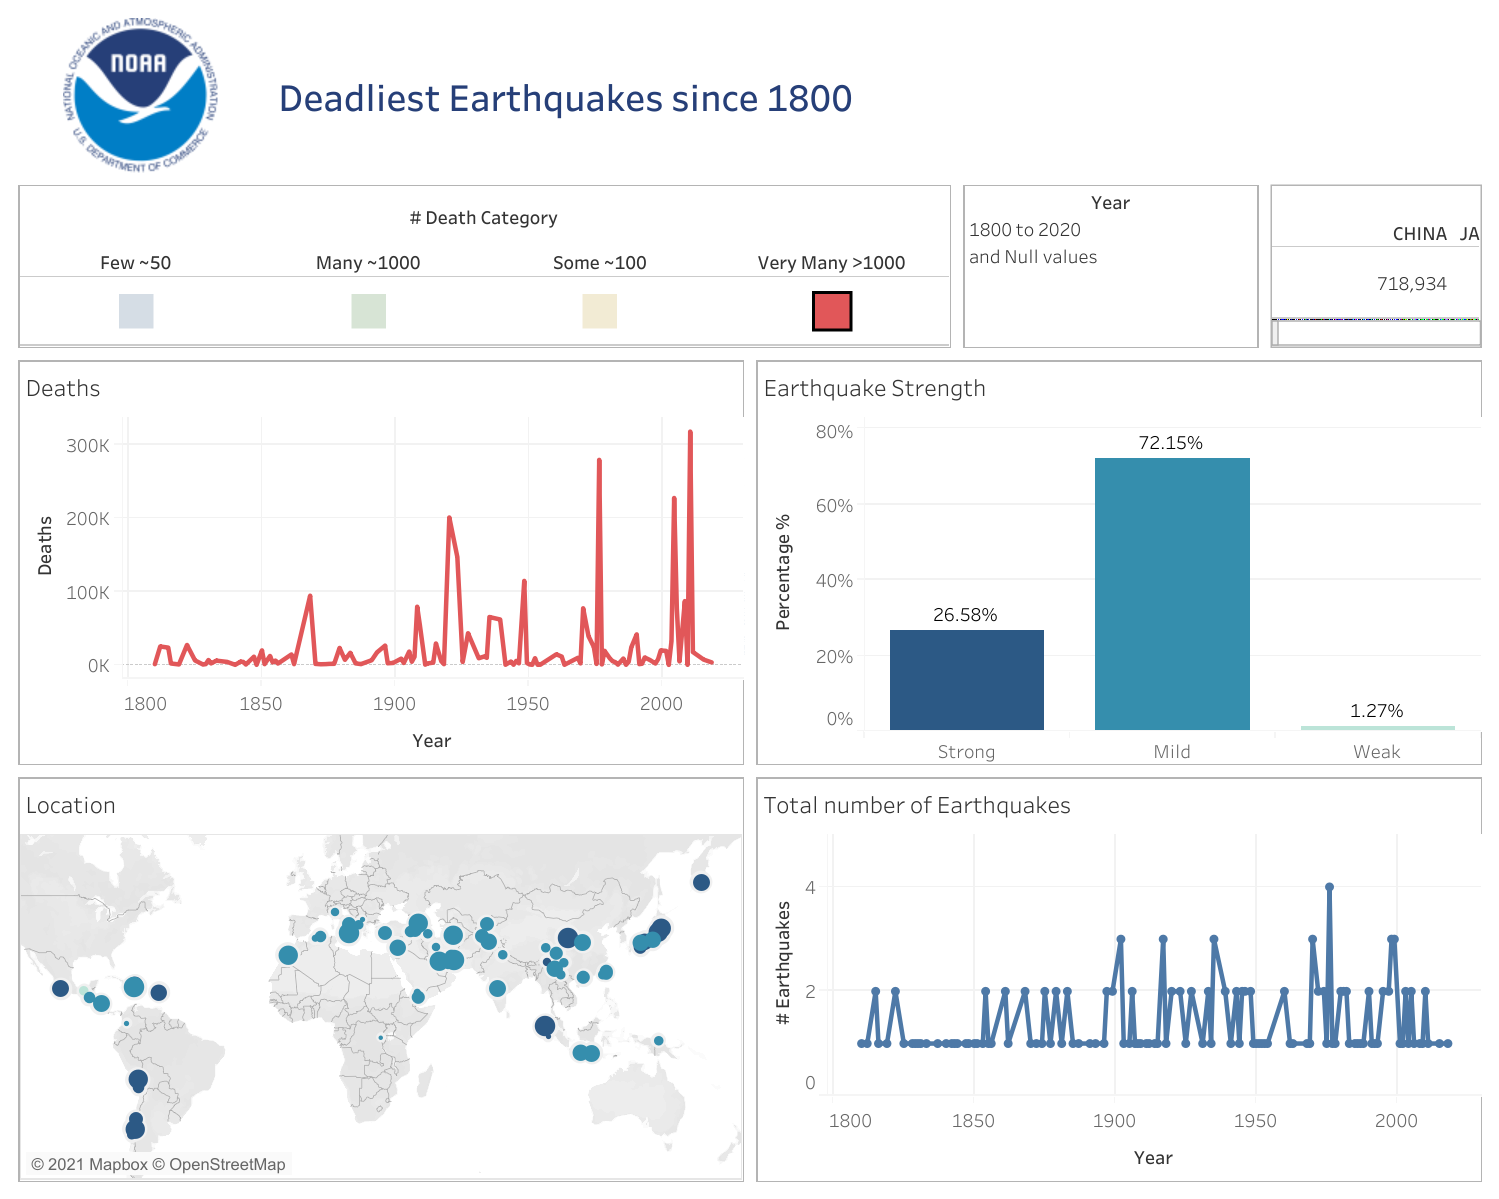 NATIONAL OCEANIC AND ATMOSPHERIC ADMINISTRATION
NOAA
U.S. DEPARTMENT OF COMMERCE
Deadliest Earthquakes since 1800
# Death Category
Few ~50 Many ~1000 Some ~100 Very Many >1000
Year
1800 to 2020
and Null values
CHINA JA
718,934
Deaths
300K
200K
100K
0K
Deaths
1800 1850 1900 1950 2000
Year
Earthquake Strength
80%
60%
40%
20%
0%
Percentage %
26.58%
72.15%
1.27%
Strong Mild Weak
Location
© 2021 Mapbox © OpenStreetMap
Total number of Earthquakes
4
2
0
# Earthquakes
1800 1850 1900 1950 2000
Year